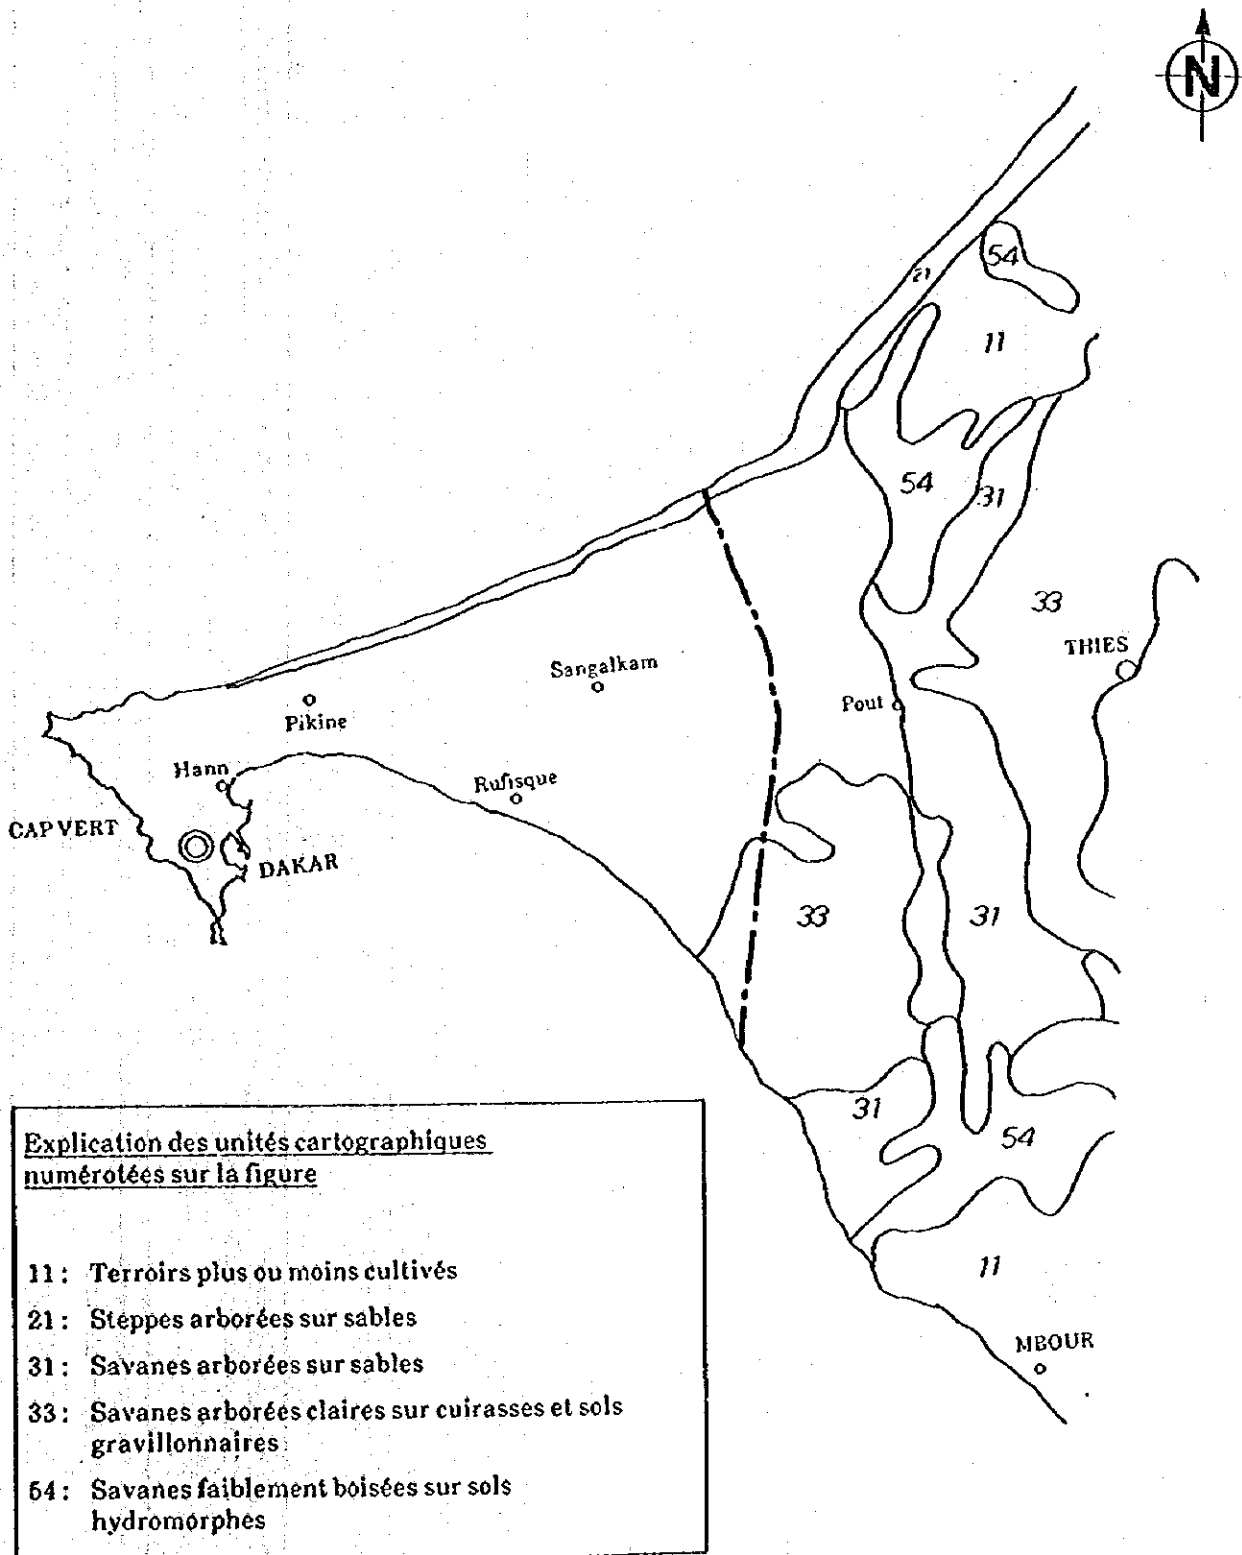 N
54
21
11
54
31
33
THIES
Sangalkam
Pout
Pikine
Hann
Rufisque
CAP VERT
DAKAR
33
31
31
54
11
MBOUR
Explication des unités cartographiques
numérotées sur la figure
11 : Terroirs plus ou moins cultivés
21 : Steppes arborées sur sables
31 : Savanes arborées sur sables
33 : Savanes arborées claires sur cuirasses et sols
gravillonnaires
54 : Savanes faiblement boisées sur sols
hydromorphes